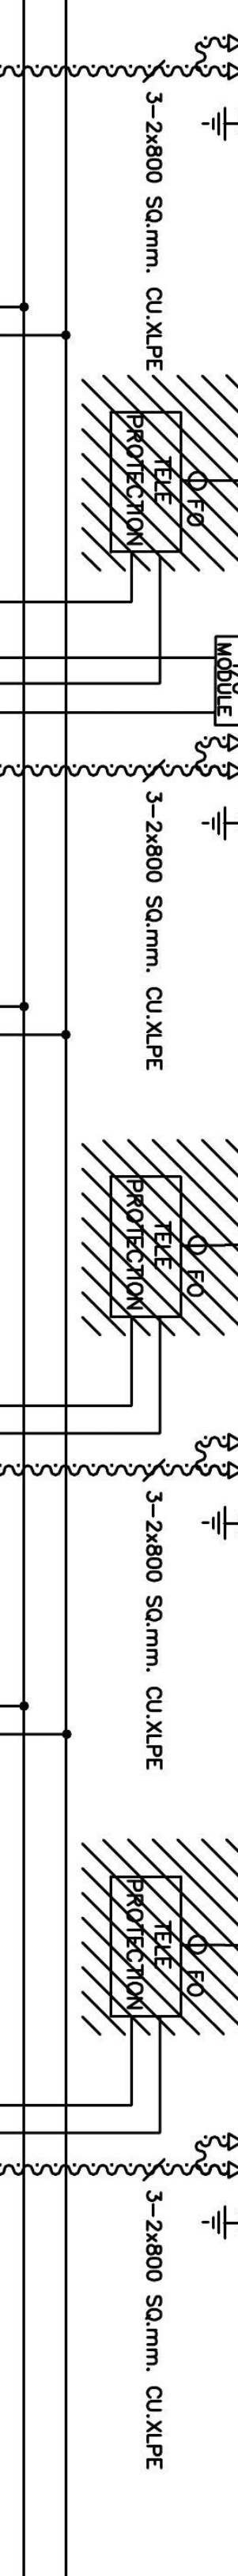 3-2x800 SQ.mm. CU.XLPE
FO
TELE
PROTECTION
MODULE
3-2x800 SQ.mm. CU.XLPE
FO
TELE
PROTECTION
3-2x800 SQ.mm. CU.XLPE
FO
TELE
PROTECTION
3-2x800 SQ.mm. CU.XLPE